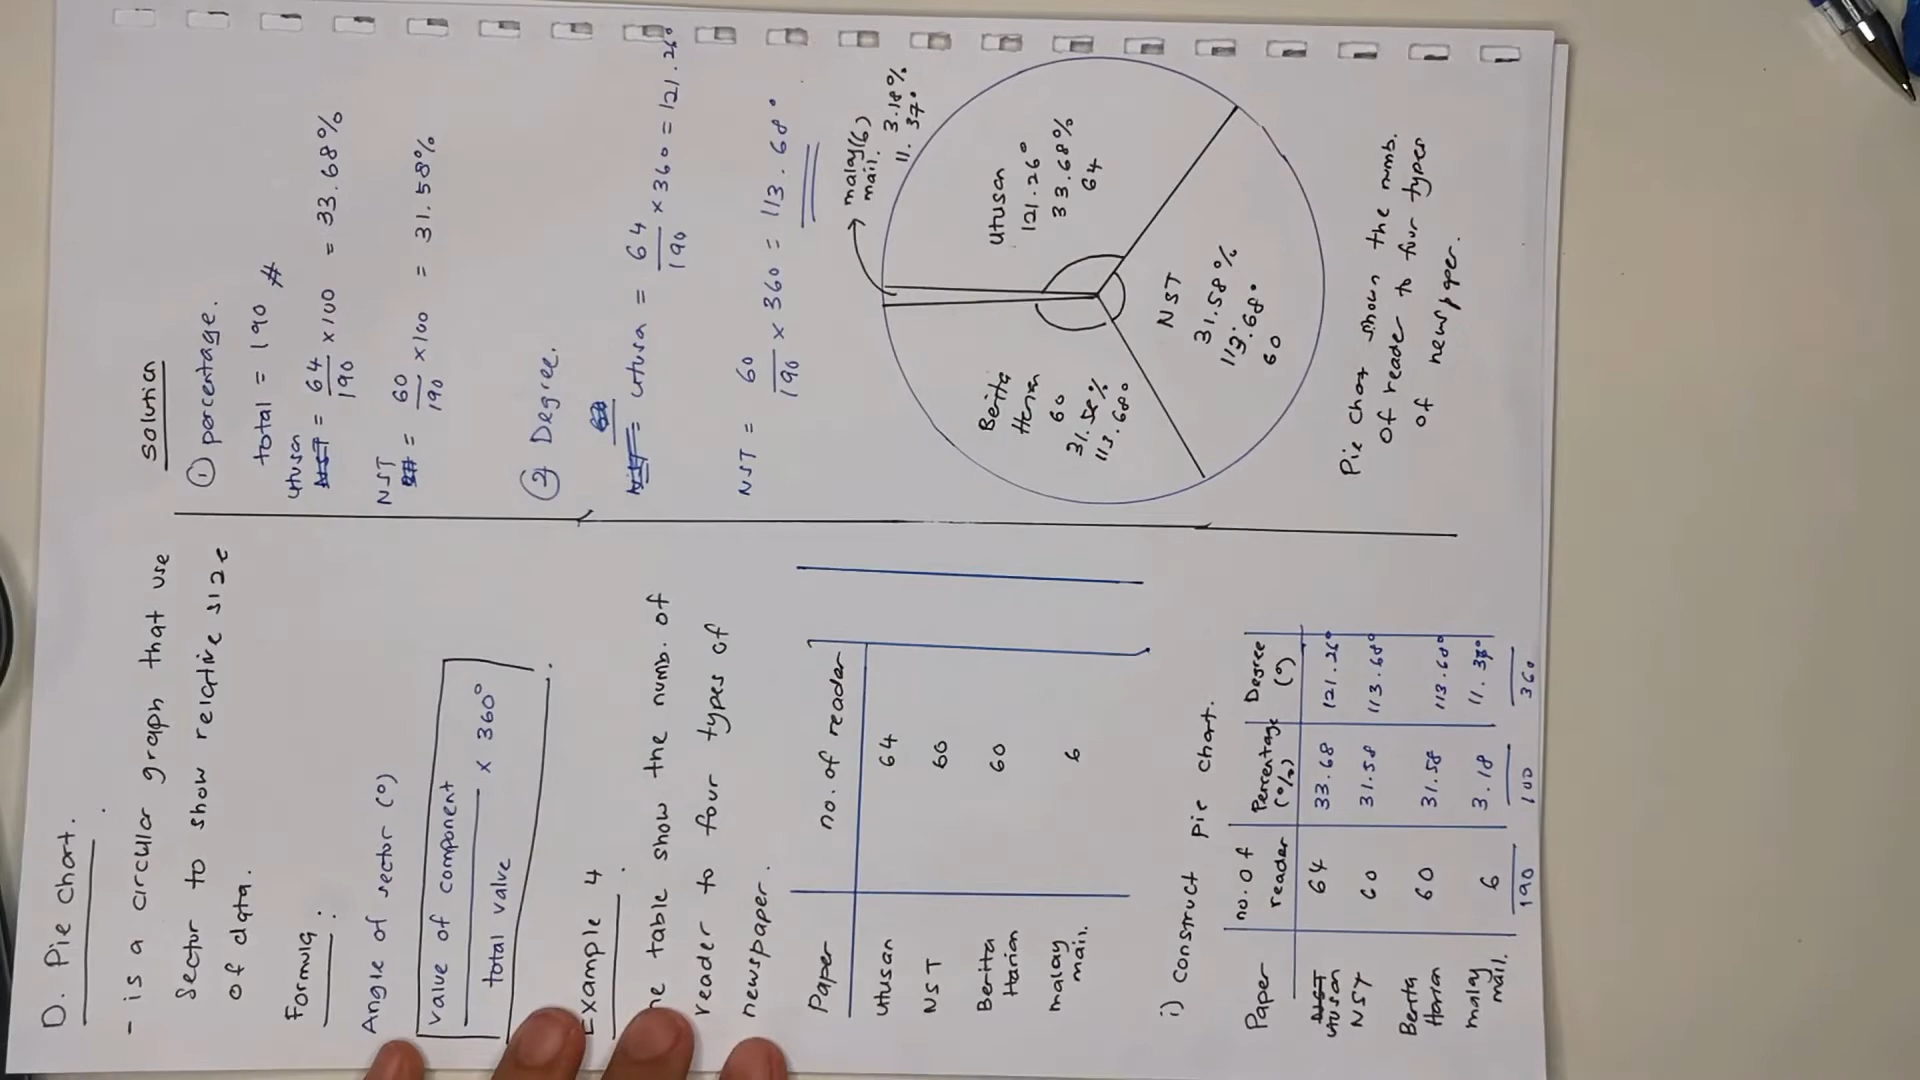 D. Pie chart.
- is a circular graph that use
sector to show relative size
of data.
Formula :
Angle of sector (°)
value of component
total value
x 360°
Example 4
he table show the numb. of
reader to four types of
newspaper.
Paper no. of reader
Utusan 64
NST 60
Berita Harian 60
malay mail. 6
i) construct pie chart.
Paper no. of reader Percentage (%) Degree (°)
Utusan 64 33.68 121.26°
NST 60 31.58 113.68°
Berita Harian 60 31.58 113.68°
malay mail. 6 3.18 11.37°
190 100 360
Solution
① percentage.
total = 190 #
Utusan = 64/190 x 100 = 33.68%
NST = 60/190 x 100 = 31.58%
② Degree.
Utusa = 64/190 x 360 = 121.26°
NST = 60/190 x 360 = 113.68°
malay(6)
mail.
3.18%
11.37°
Utusan
121.26°
33.68%
64
NST
31.58%
113.68°
60
Berita
Harian
60
31.58%
113.68°
Pie chat shown the numb.
of reader to four types
of newspaper.